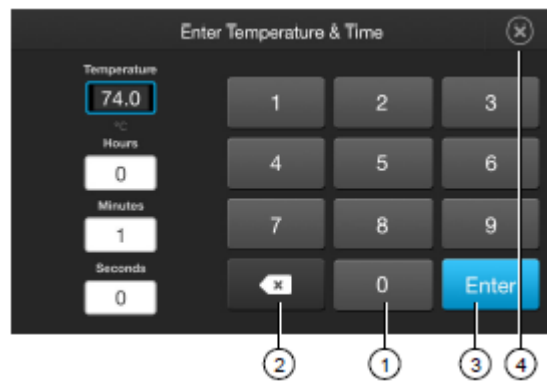 Enter Temperature & Time
Temperature
74.0
°C
Hours
0
Minutes
1
Seconds
0
1 2 3
4 5 6
7 8 9
0 Enter
2 1 3 4